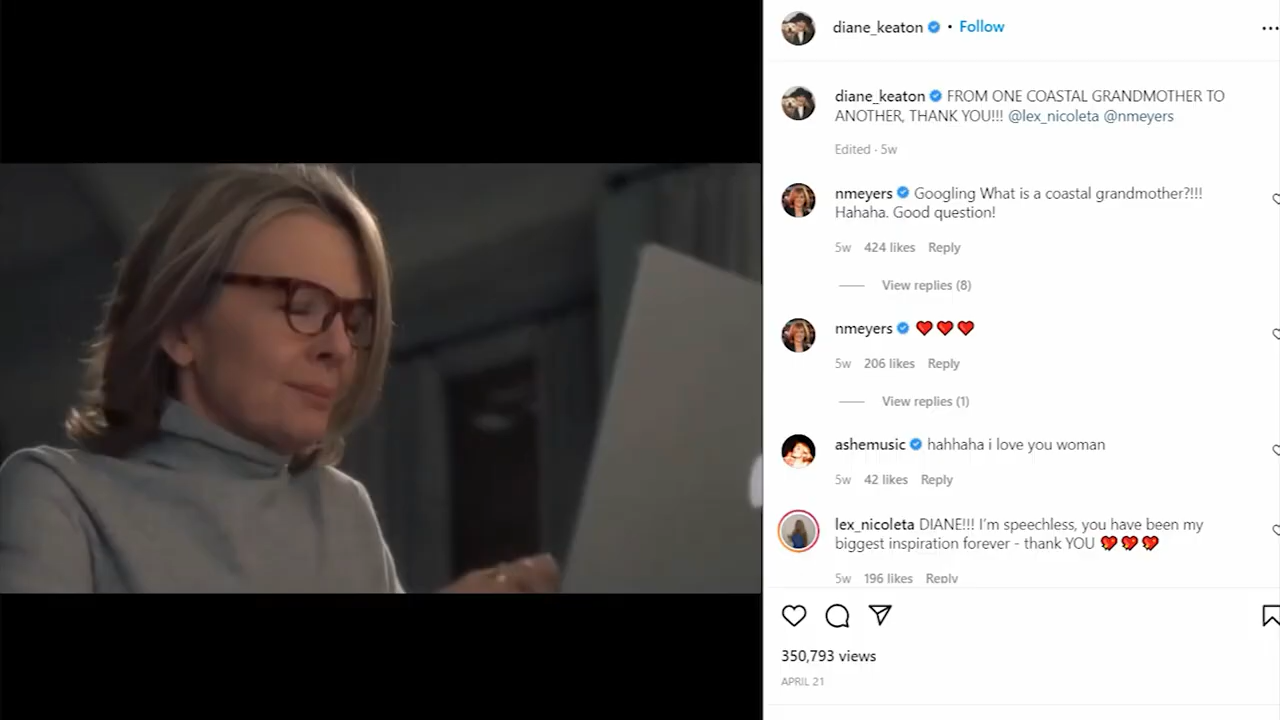 diane_keaton • Follow
diane_keaton FROM ONE COASTAL GRANDMOTHER TO
ANOTHER, THANK YOU!!! @lex_nicoleta @nmeyers
Edited · 5w
nmeyers Googling What is a coastal grandmother?!!!
Hahaha. Good question!
5w 424 likes Reply
View replies (8)
nmeyers ❤️❤️❤️
5w 206 likes Reply
View replies (1)
ashemusic hahhaha i love you woman
5w 42 likes Reply
lex_nicoleta DIANE!!! I'm speechless, you have been my
biggest inspiration forever - thank YOU ❤️❤️❤️
5w 196 likes Reply
350,793 views
APRIL 21